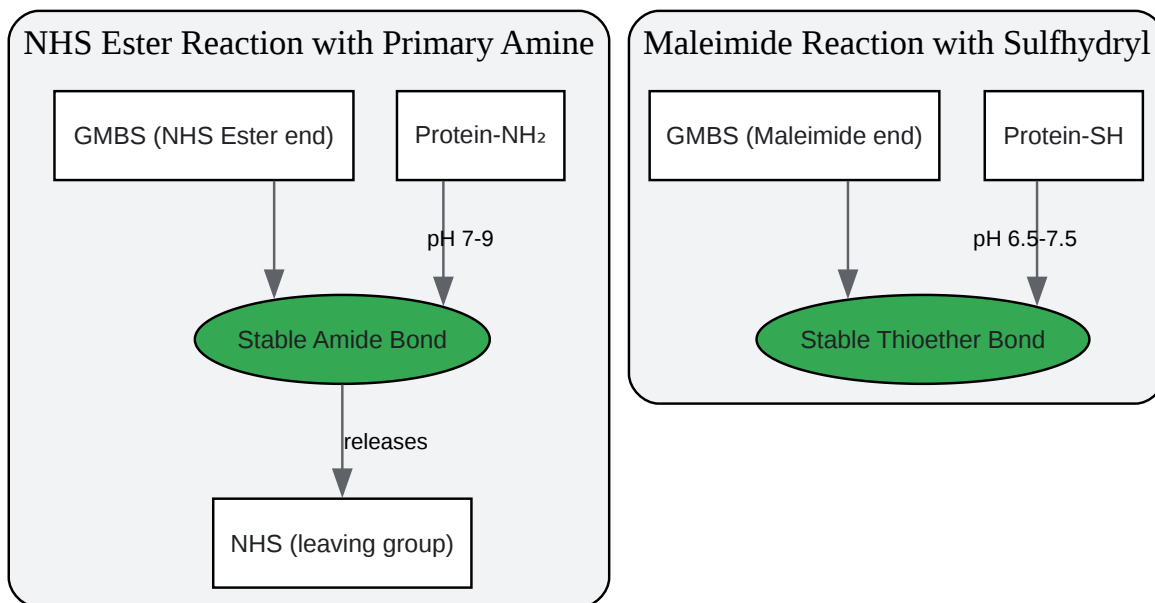 NHS Ester Reaction with Primary Amine
GMBS (NHS Ester end)
Protein-NH₂
pH 7-9
Stable Amide Bond
releases
NHS (leaving group)
Maleimide Reaction with Sulfhydryl
GMBS (Maleimide end)
Protein-SH
pH 6.5-7.5
Stable Thioether Bond